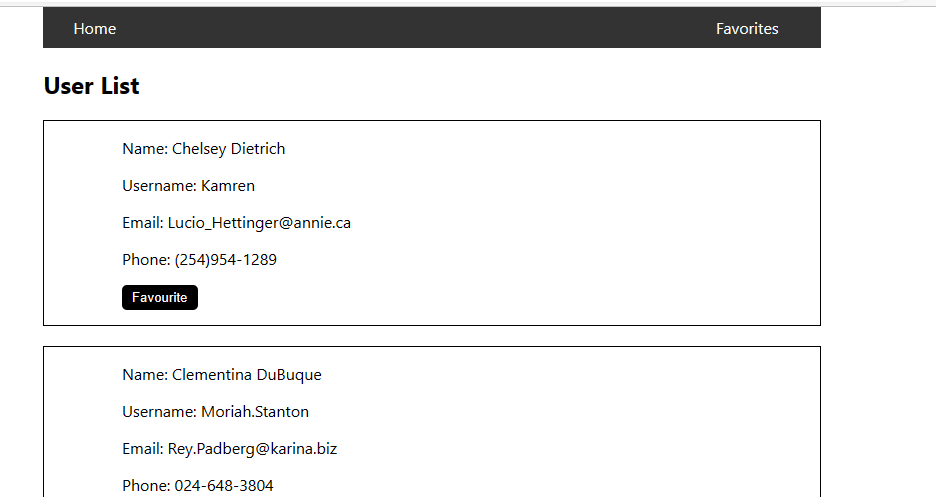 Home Favorites
User List
Name: Chelsey Dietrich
Username: Kamren
Email: Lucio_Hettinger@annie.ca
Phone: (254)954-1289
Favourite
Name: Clementina DuBuque
Username: Moriah.Stanton
Email: Rey.Padberg@karina.biz
Phone: 024-648-3804